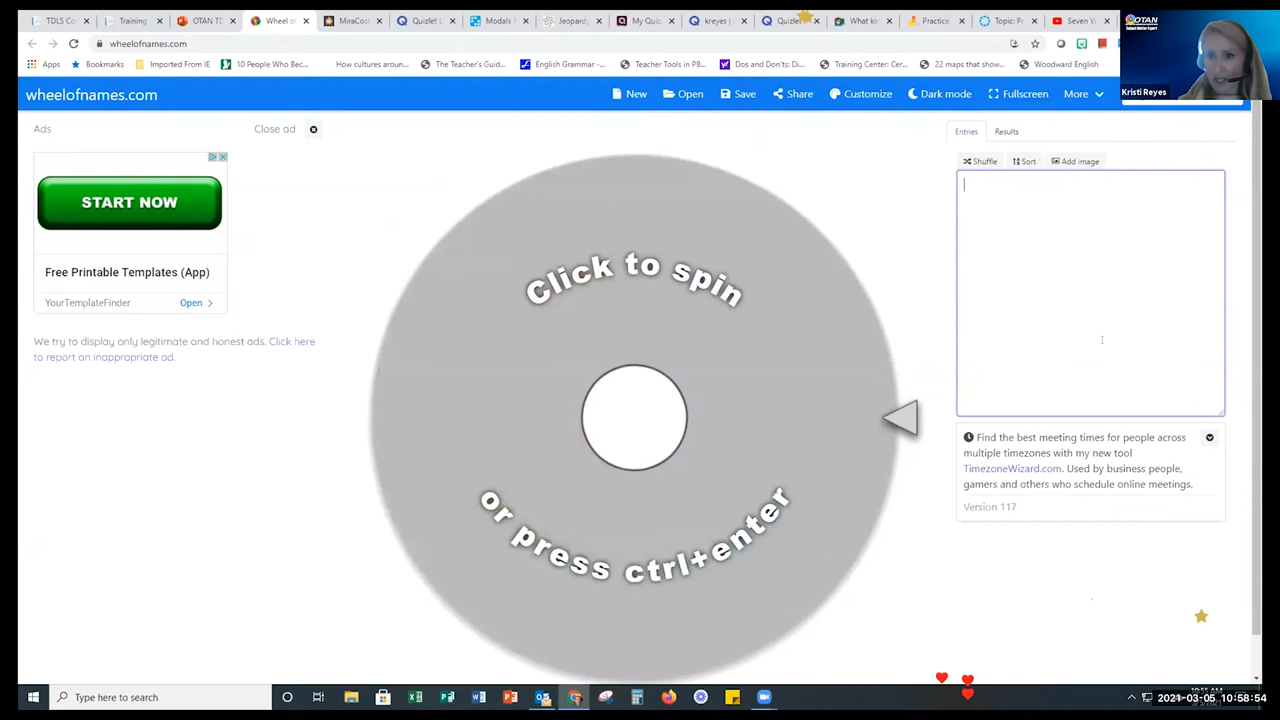 TDLS C
Training
OTAN TD
Wheel o
MiraCos
Quizlet L
Modals
Jeopardy
My Quiz
kreyes |
Quizlet
What kin
Practice
Topic: Pr
Seven W
wheelofnames.com
Apps
Bookmarks
Imported From IE
10 People Who Bec...
How cultures aroun...
The Teacher's Guid...
English Grammar -...
Teacher Tools in PB...
Dos and Don'ts: Di...
Training Center: Cer...
22 maps that show...
Woodward English
OTAN
Subject Matter Expert
Kristi Reyes
wheelofnames.com
New
Open
Save
Share
Customize
Dark mode
Fullscreen
More
Ads
Close ad
Entries
Results
Shuffle
Sort
Add image
START NOW
Free Printable Templates (App)
YourTemplateFinder
Open >
We try to display only legitimate and honest ads. Click here
to report an inappropriate ad.
Click to spin
or press ctrl+enter
Find the best meeting times for people across
multiple timezones with my new tool
TimezoneWizard.com. Used by business people,
gamers and others who schedule online meetings.
Version 117
Type here to search
2021-03-05, 10:58:54